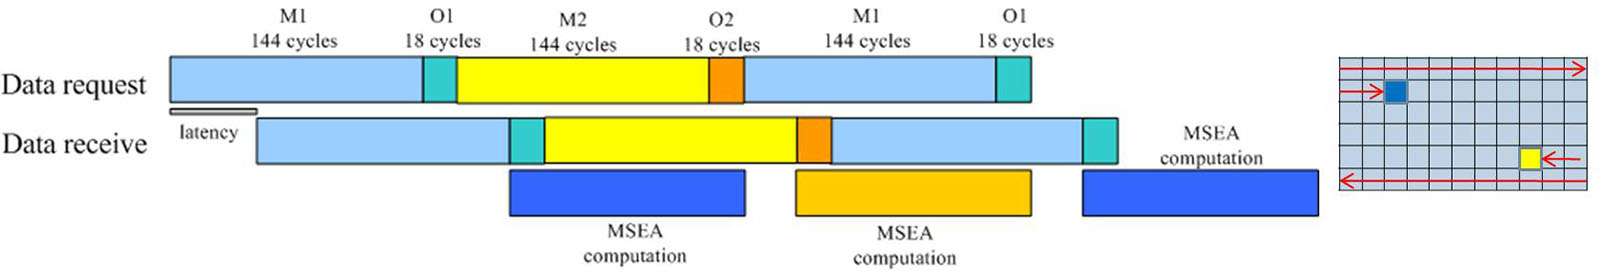 M1
144 cycles
O1
18 cycles
M2
144 cycles
O2
18 cycles
M1
144 cycles
O1
18 cycles
Data request
latency
Data receive
MSEA
computation
MSEA
computation
MSEA
computation